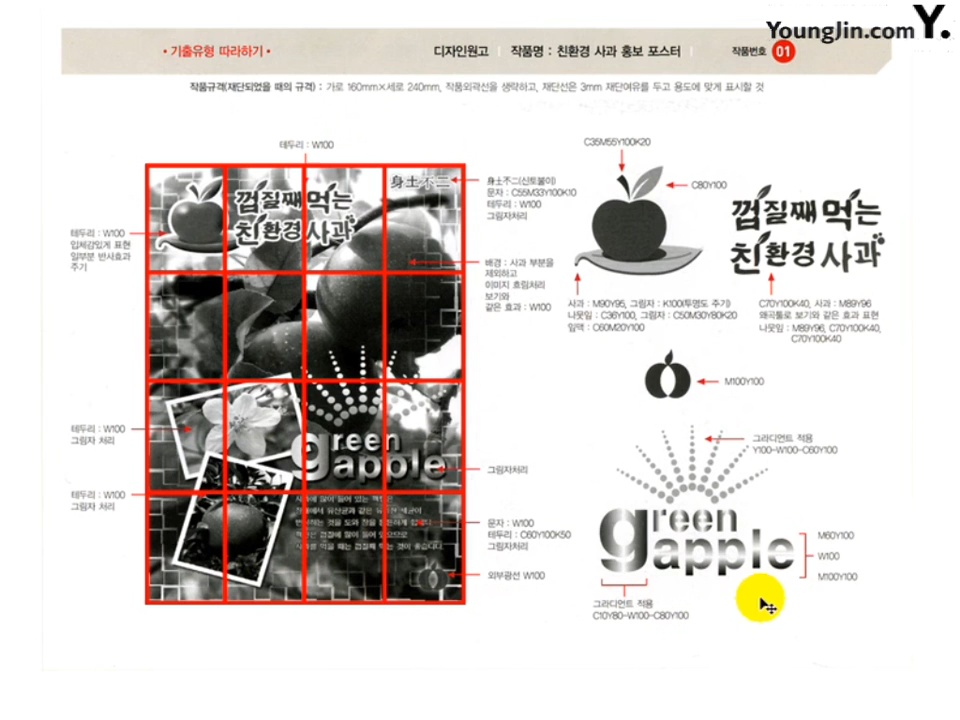 YoungJin.com Y.
• 기출유형 따라하기 •
디자인원고 작품명 : 친환경 사과 홍보 포스터
작품번호 01
작품규격(재단되었을 때의 규격) : 가로 160mm×세로 240mm, 작품외곽선을 생략하고, 재단선은 3mm 재단여유를 두고 용도에 맞게 표시할 것
테두리 : W100
테두리 : W100
입체감있게 표현
일부분 반사효과
주기
껍질째 먹는
친환경 사과
身土不二
身土不二(신토불이)
문자 : C55M33Y100K10
테두리 : W100
그림자처리
배경 : 사과 부분을
제외하고
이미지 흐림처리
보기와
같은 효과 : W100
테두리 : W100
그림자 처리
테두리 : W100
그림자 처리
green
apple
그림자처리
문자 : W100
테두리 : C60Y100K50
그림자처리
외부광선 W100
C35M55Y100K20
C80Y100
사과 : M90Y95, 그림자 : K100(투명도 주기)
나뭇잎 : C36Y100, 그림자 : C50M30Y80K20
잎맥 : C60M20Y100
껍질째 먹는
친환경 사과
C70Y100K40, 사과 : M89Y96
왜곡툴로 보기와 같은 효과 표현
나뭇잎 : M89Y96, C70Y100K40,
C70Y100K40
M100Y100
그라디언트 적용
Y100-W100-C60Y100
green
apple
M60Y100
W100
M100Y100
그라디언트 적용
C10Y80-W100-C80Y100